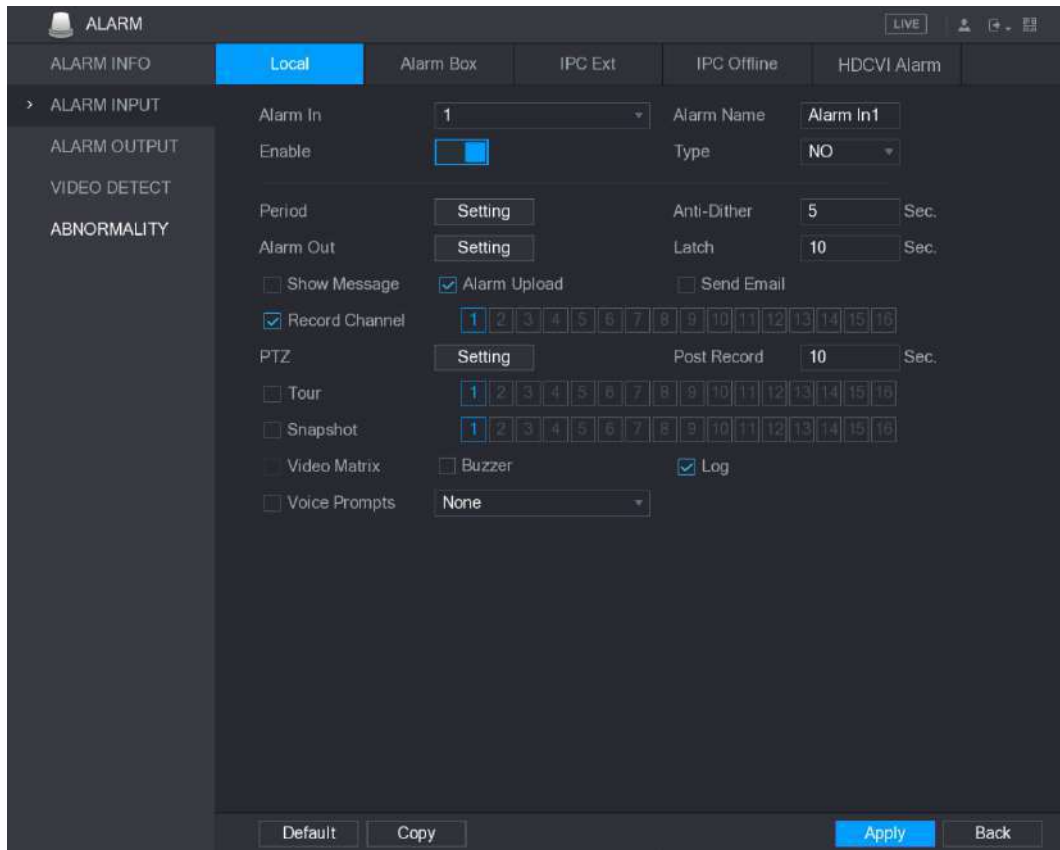 ALARM LIVE
ALARM INFO Local Alarm Box IPC Ext IPC Offline HDCVI Alarm
> ALARM INPUT
ALARM OUTPUT
VIDEO DETECT
ABNORMALITY
Alarm In 1 Alarm Name Alarm In1
Enable Type NO
Period Setting Anti-Dither 5 Sec.
Alarm Out Setting Latch 10 Sec.
Show Message Alarm Upload Send Email
Record Channel 1 2 3 4 5 6 7 8 9 10 11 12 13 14 15 16
PTZ Setting Post Record 10 Sec.
Tour 1 2 3 4 5 6 7 8 9 10 11 12 13 14 15 16
Snapshot 1 2 3 4 5 6 7 8 9 10 11 12 13 14 15 16
Video Matrix Buzzer Log
Voice Prompts None
Default Copy Apply Back